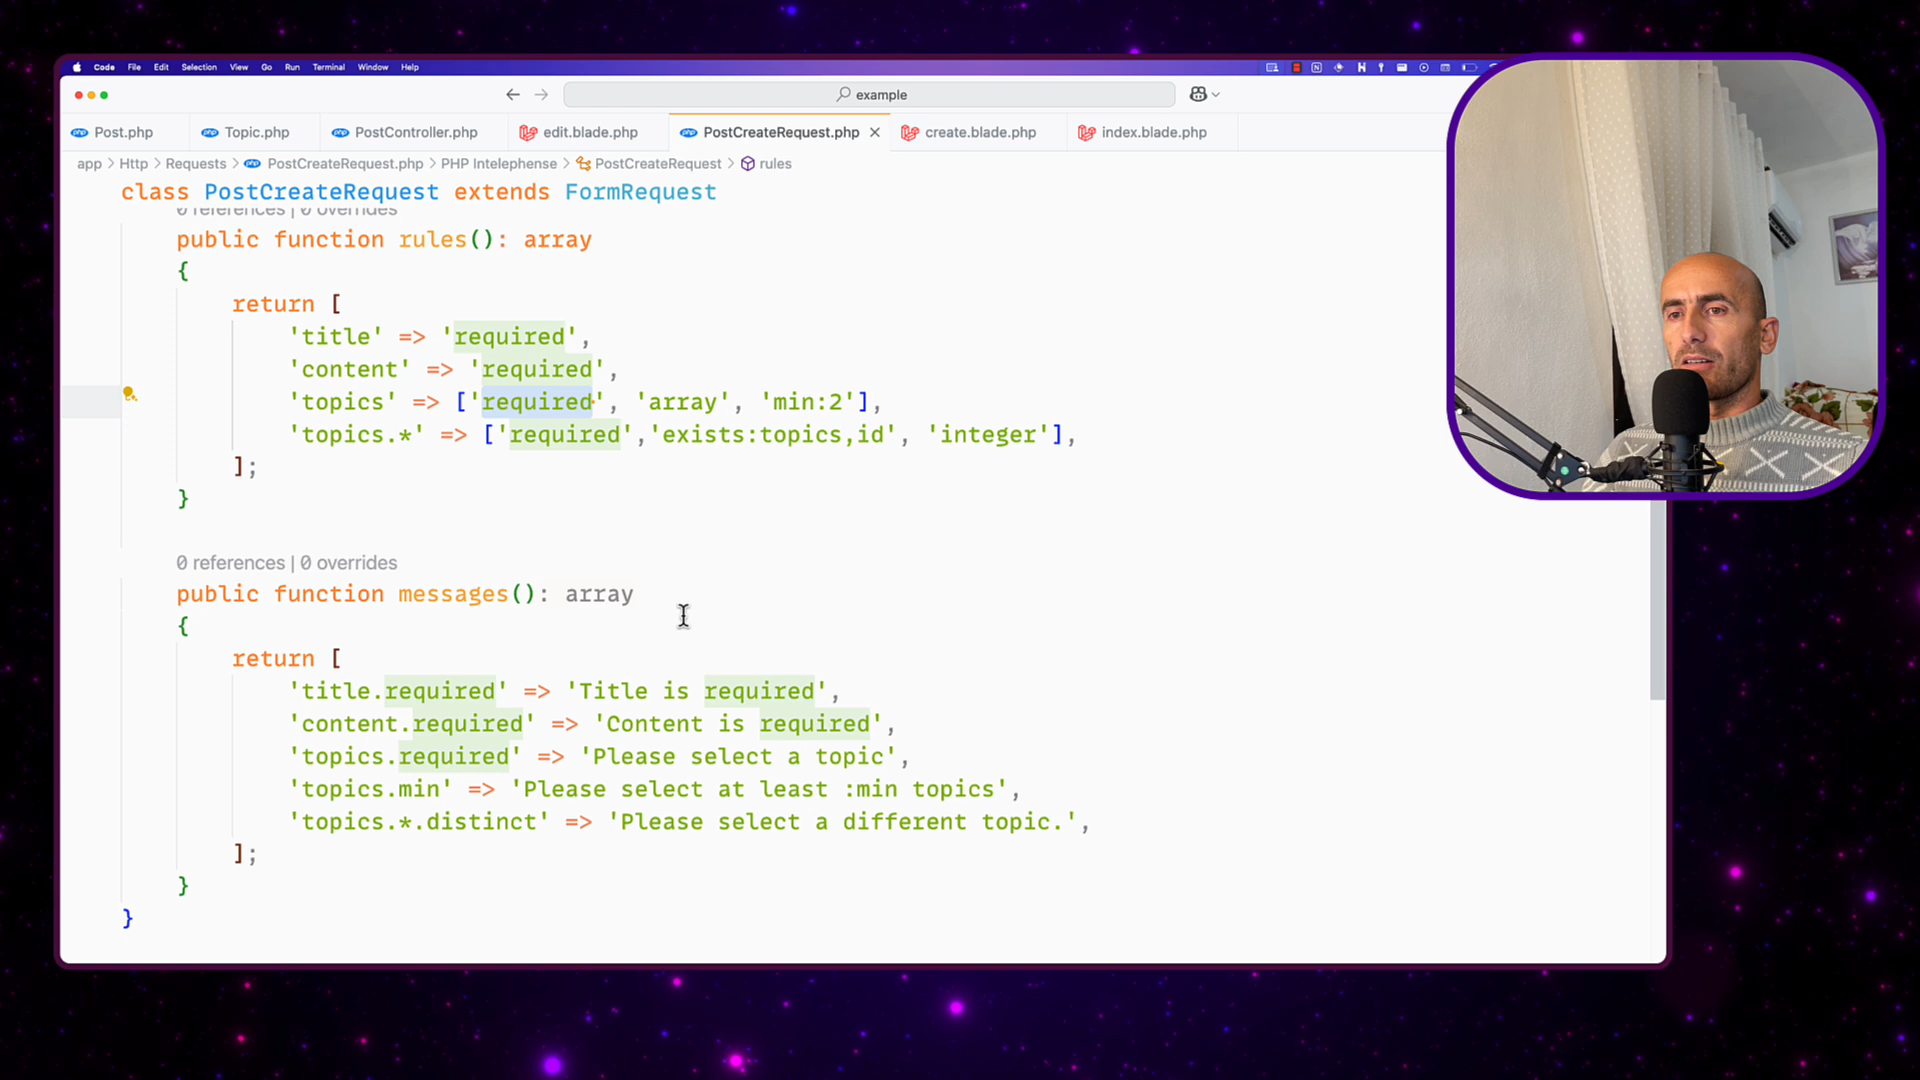 Code File Edit Selection View Go Run Terminal Window Help
example
Post.php Topic.php PostController.php edit.blade.php PostCreateRequest.php create.blade.php index.blade.php
app > Http > Requests > PostCreateRequest.php > PHP Intelephense > PostCreateRequest > rules
class PostCreateRequest extends FormRequest
0 references | 0 overrides
public function rules(): array
{
return [
'title' => 'required',
'content' => 'required',
'topics' => ['required', 'array', 'min:2'],
'topics.*' => ['required','exists:topics,id', 'integer'],
];
}
0 references | 0 overrides
public function messages(): array
{
return [
'title.required' => 'Title is required',
'content.required' => 'Content is required',
'topics.required' => 'Please select a topic',
'topics.min' => 'Please select at least :min topics',
'topics.*.distinct' => 'Please select a different topic.',
];
}
}